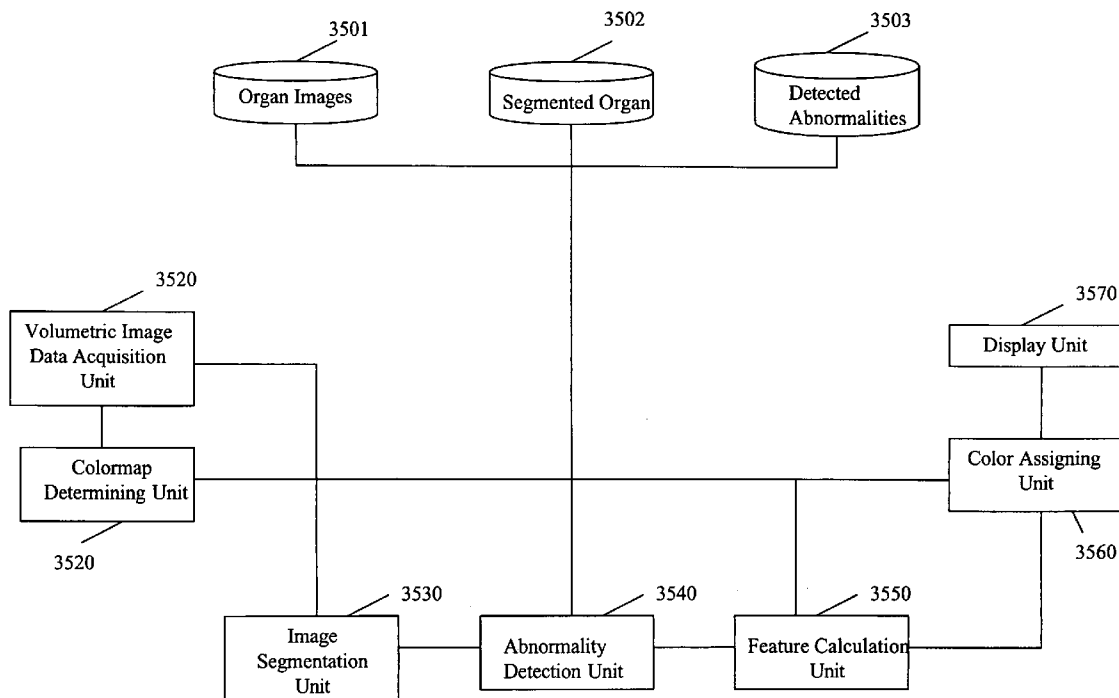 3501
3502
3503
Organ Images
Segmented Organ
Detected
Abnormalities
3520
Volumetric Image
Data Acquisition
Unit
3570
Display Unit
Colormap
Determining Unit
3520
Color Assigning
Unit
3560
3530
Image
Segmentation
Unit
3540
Abnormality
Detection Unit
3550
Feature Calculation
Unit